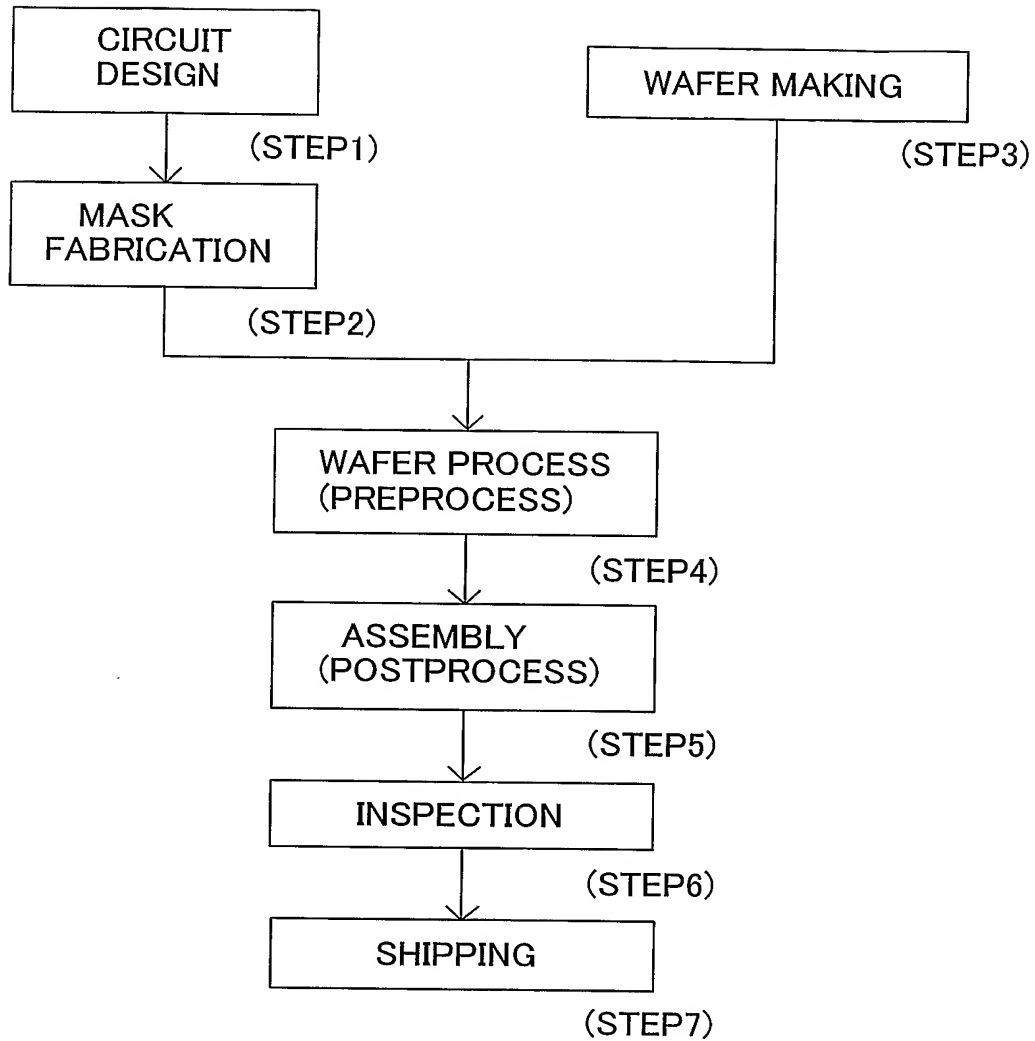 CIRCUIT
DESIGN
(STEP1)
WAFER MAKING
(STEP3)
MASK
FABRICATION
(STEP2)
WAFER PROCESS
(PREPROCESS)
(STEP4)
ASSEMBLY
(POSTPROCESS)
(STEP5)
INSPECTION
(STEP6)
SHIPPING
(STEP7)